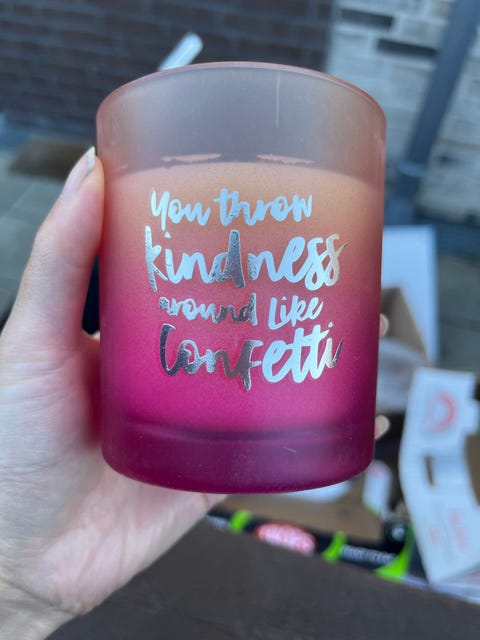 You throw
kindness
around Like
Confetti